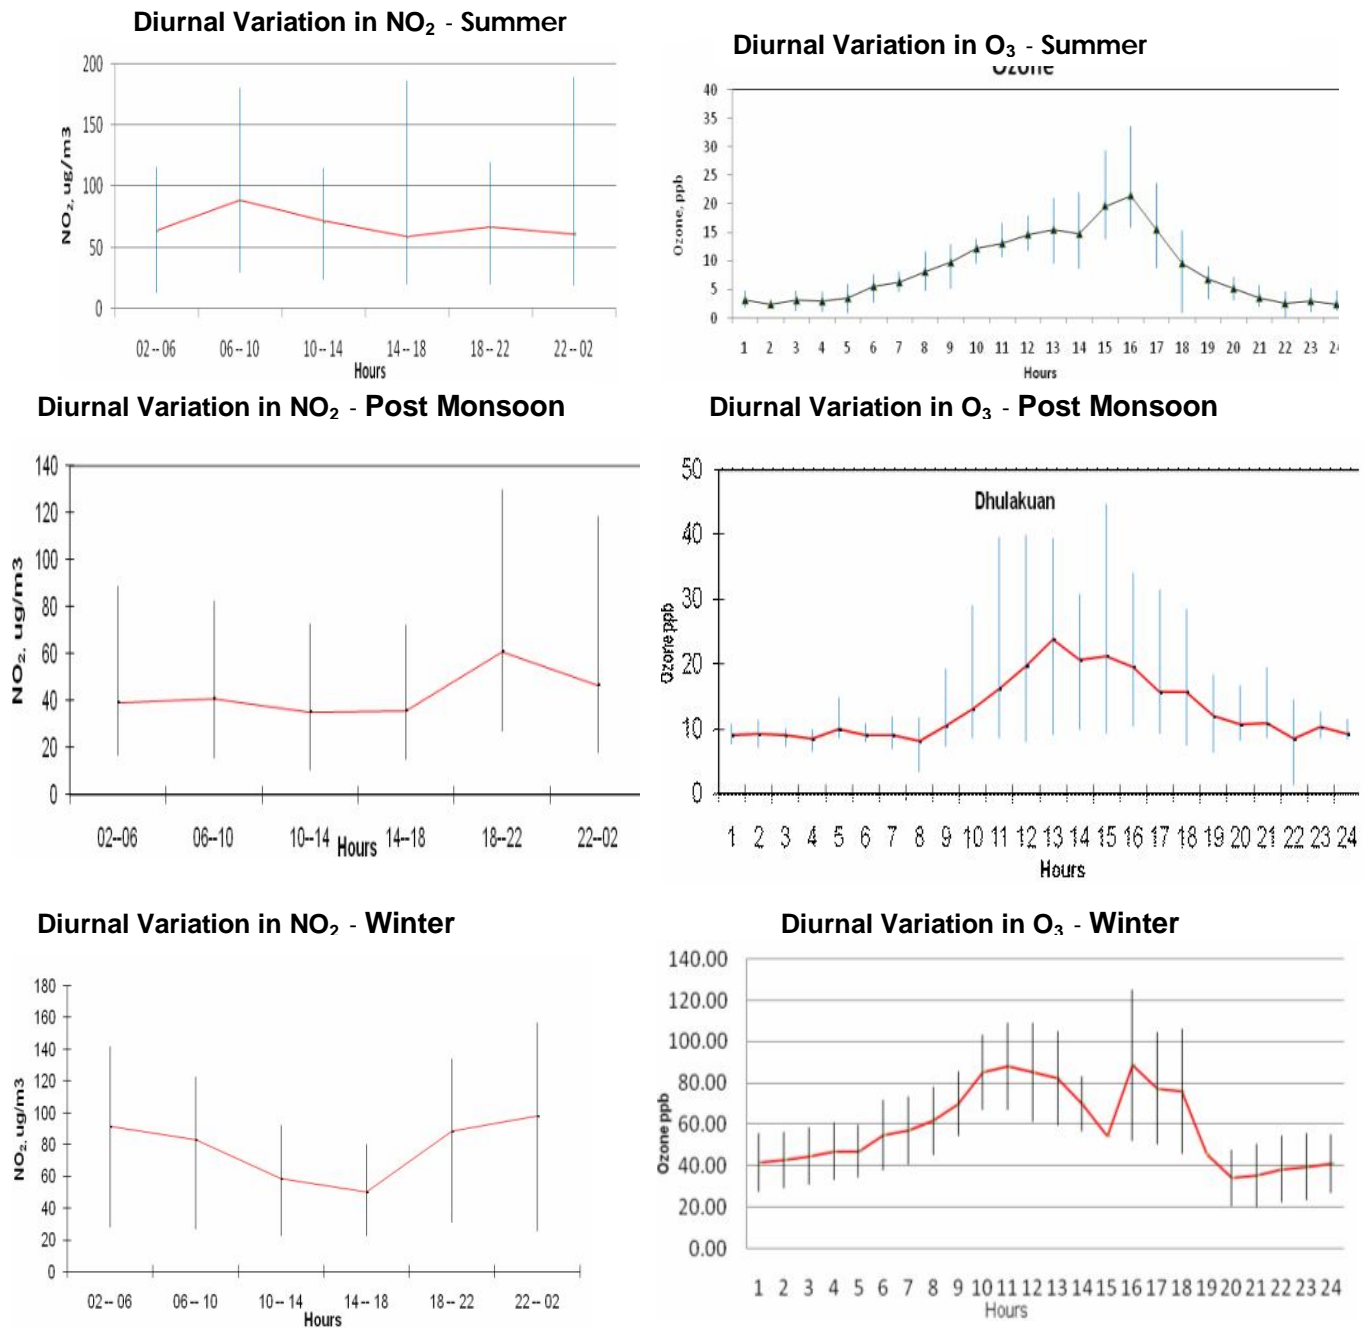 Diurnal Variation in NO₂ - Summer
200
150
100
50
0
NO₂, ug/m3
02 -- 06 06 -- 10 10 -- 14 14 -- 18 18 -- 22 22 -- 02
Hours
Diurnal Variation in O₃ - Summer
Ozone
40
35
30
25
20
15
10
5
0
Ozone, ppb
1 2 3 4 5 6 7 8 9 10 11 12 13 14 15 16 17 18 19 20 21 22 23 24
Hours
Diurnal Variation in NO₂ - Post Monsoon
140
120
100
80
60
40
20
0
NO₂, ug/m3
02--06 06--10 10--14 14--18 18--22 22--02
Hours
Diurnal Variation in O₃ - Post Monsoon
Dhulakuan
50
40
30
20
10
0
Ozone ppb
1 2 3 4 5 6 7 8 9 10 11 12 13 14 15 16 17 18 19 20 21 22 23 24
Hours
Diurnal Variation in NO₂ - Winter
180
160
140
120
100
80
60
40
20
0
NO₂, ug/m3
02 -- 06 06 -- 10 10 -- 14 14 -- 18 18 -- 22 22 -- 02
Hours
Diurnal Variation in O₃ - Winter
140.00
120.00
100.00
80.00
60.00
40.00
20.00
0.00
Ozone ppb
1 2 3 4 5 6 7 8 9 10 11 12 13 14 15 16 17 18 19 20 21 22 23 24
Hours